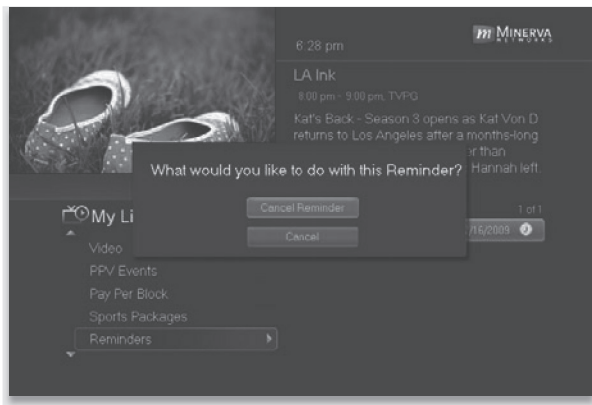 6:28 pm
m MINERVA
NETWORKS
LA Ink
8:00 pm - 9:00 pm, TVPG
Kat's Back - Season 3 opens as Kat Von D
returns to Los Angeles after a months-long
er than
Hannah left.
What would you like to do with this Reminder?
Cancel Reminder
Cancel
My Li
1 of 1
/16/2009
Video
PPV Events
Pay Per Block
Sports Packages
Reminders